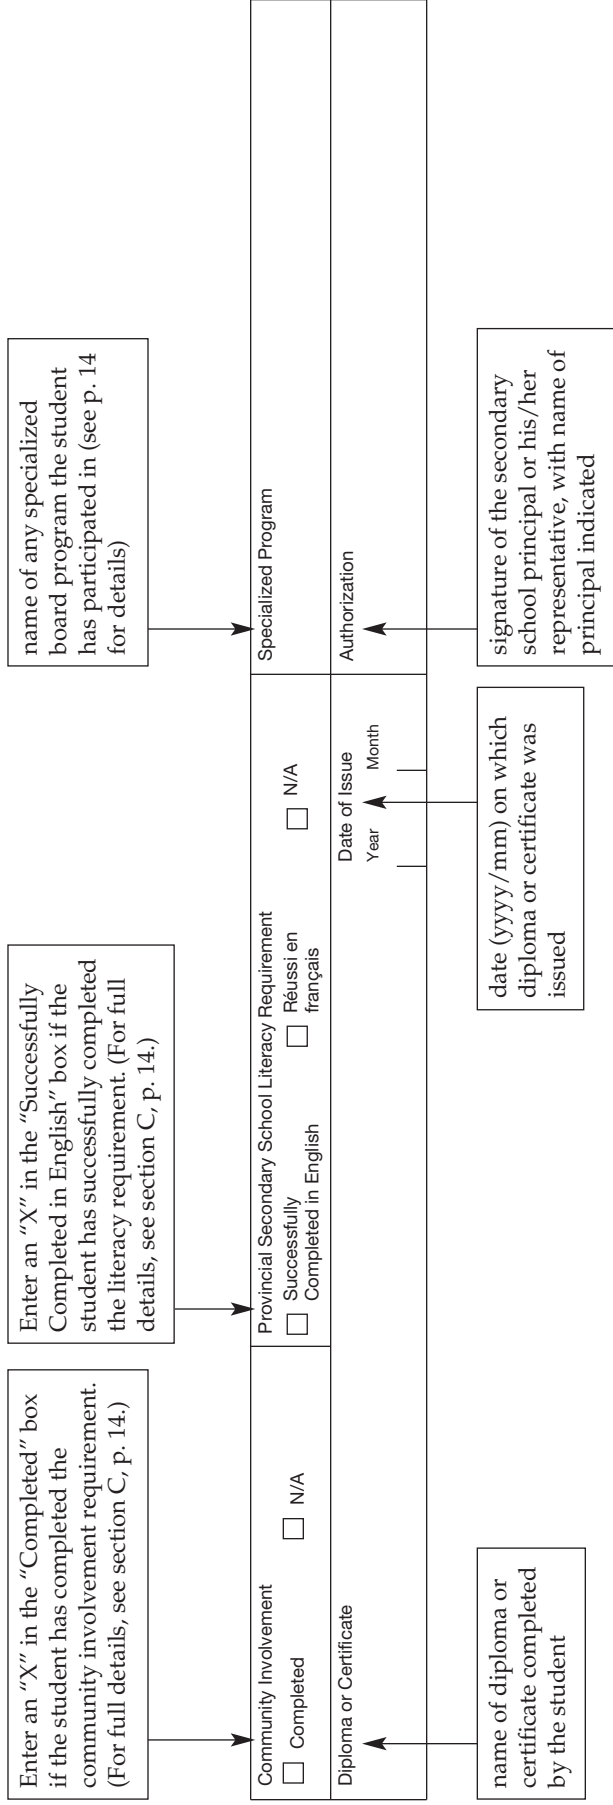 Enter an “X” in the “Completed” box
if the student has completed the
community involvement requirement.
(For full details, see section C, p. 14.)
Enter an “X” in the “Successfully
Completed in English” box if the
student has successfully completed
the literacy requirement. (For full
details, see section C, p. 14.)
name of any specialized
board program the student
has participated in (see p. 14
for details)
Community Involvement
Completed
N/A
Provincial Secondary School Literacy Requirement
Successfully
Completed in English
Réussi en
français
N/A
Specialized Program
Diploma or Certificate
Date of Issue
Year
Month
Authorization
name of diploma or
certificate completed
by the student
date (yyyy/mm) on which
diploma or certificate was
issued
signature of the secondary
school principal or his/her
representative, with name of
principal indicated